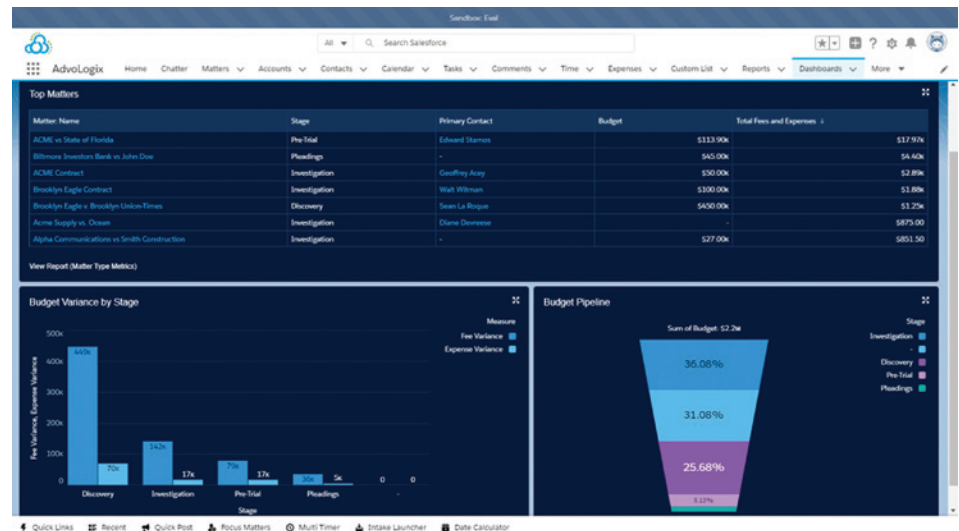 Sandbox: Eval
All
Search Salesforce
AdvoLogix Home Chatter Matters Accounts Contacts Calendar Tasks Comments Time Expenses Custom List Reports Dashboards More
Top Matters
Matter: Name Stage Primary Contact Budget Total Fees and Expenses ↓
ACME vs State of Florida Pre-Trial Edward Stamos $113.90k $17.97k
Biltmore Investors Bank vs John Doe Pleadings - $45.00k $4.40k
ACME Contract Investigation Geoffrey Acey $50.00k $2.89k
Brooklyn Eagle Contract Investigation Walt Witman $100.00k $1.88k
Brooklyn Eagle v. Brooklyn Union-Times Discovery Sean La Roque $450.00k $1.25k
Acme Supply vs. Ocean Investigation Diane Devreese - $875.00
Alpha Communications vs Smith Construction Investigation - $27.00k $851.50
View Report (Matter Type Metrics)
Budget Variance by Stage
Measure
Fee Variance
Expense Variance
Fee Variance, Expense Variance
500k
400k
300k
200k
100k
0
449k 70k
142k 17k
79k 17k
36k 5k
0 0
Discovery Investigation Pre-Trial Pleadings -
Stage
Budget Pipeline
Sum of Budget: $2.2M
Stage
Investigation
-
Discovery
Pre-Trial
Pleadings
36.08%
31.08%
25.68%
Quick Links Recent Quick Post Focus Matters Multi Timer Intake Launcher Date Calculator